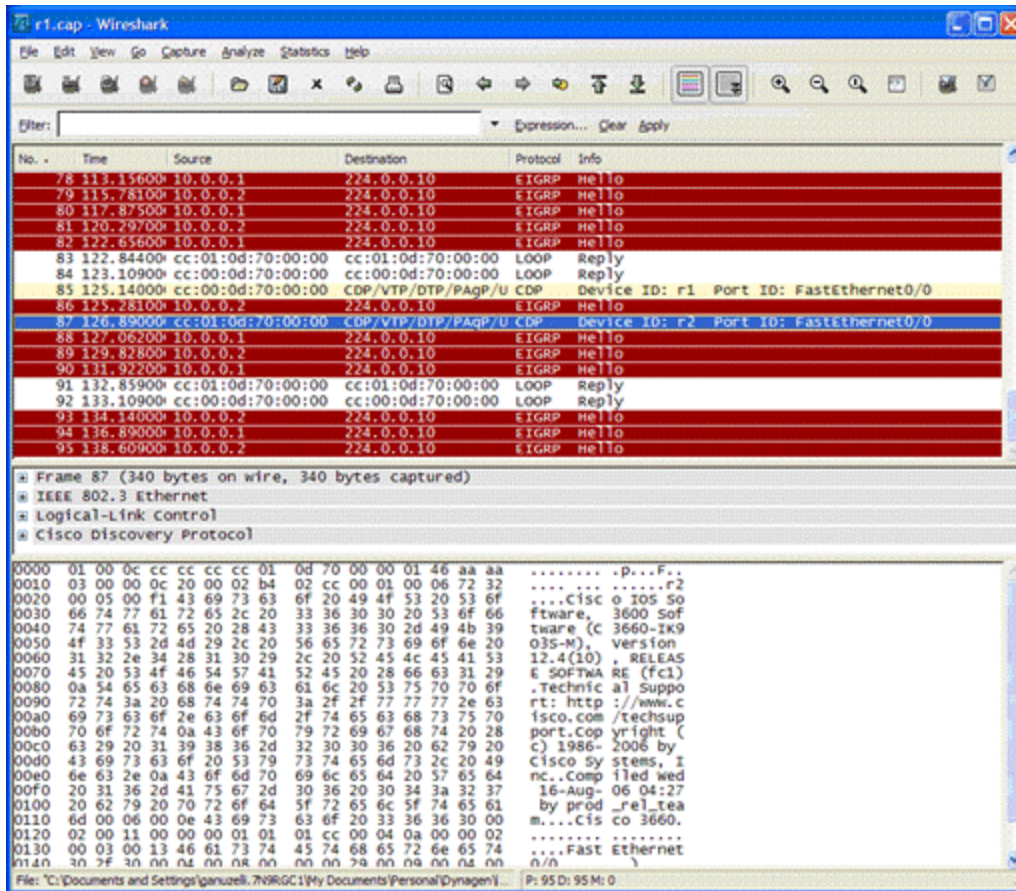 r1.cap - Wireshark
File Edit View Go Capture Analyze Statistics Help
Filter: Expression... Clear Apply
No. . Time Source Destination Protocol Info
78 113.15600 10.0.0.1 224.0.0.10 EIGRP Hello
79 115.78100 10.0.0.2 224.0.0.10 EIGRP Hello
80 117.87500 10.0.0.1 224.0.0.10 EIGRP Hello
81 120.29700 10.0.0.2 224.0.0.10 EIGRP Hello
82 122.65600 10.0.0.1 224.0.0.10 EIGRP Hello
83 122.84400 cc:01:0d:70:00:00 cc:01:0d:70:00:00 LOOP Reply
84 123.10900 cc:00:0d:70:00:00 cc:00:0d:70:00:00 LOOP Reply
85 125.14000 cc:00:0d:70:00:00 CDP/VTP/DTP/PAgP/U CDP Device ID: r1 Port ID: FastEthernet0/0
86 125.28100 10.0.0.2 224.0.0.10 EIGRP Hello
87 126.89000 cc:01:0d:70:00:00 CDP/VTP/DTP/PAgP/U CDP Device ID: r2 Port ID: FastEthernet0/0
88 127.06200 10.0.0.1 224.0.0.10 EIGRP Hello
89 129.82800 10.0.0.2 224.0.0.10 EIGRP Hello
90 131.92200 10.0.0.1 224.0.0.10 EIGRP Hello
91 132.85900 cc:01:0d:70:00:00 cc:01:0d:70:00:00 LOOP Reply
92 133.10900 cc:00:0d:70:00:00 cc:00:0d:70:00:00 LOOP Reply
93 134.14000 10.0.0.2 224.0.0.10 EIGRP Hello
94 136.89000 10.0.0.1 224.0.0.10 EIGRP Hello
95 138.60900 10.0.0.2 224.0.0.10 EIGRP Hello
Frame 87 (340 bytes on wire, 340 bytes captured)
IEEE 802.3 Ethernet
Logical-Link Control
Cisco Discovery Protocol
0000 01 00 0c cc cc cc cc 01 0d 70 00 00 01 46 aa aa ........ .p...F..
0010 03 00 00 0c 20 00 02 b4 02 cc 00 01 00 06 72 32 .... ... ......r2
0020 00 05 00 f1 43 69 73 63 6f 20 49 4f 53 20 53 6f ....Cisc o IOS So
0030 66 74 77 61 72 65 2c 20 33 36 30 30 20 53 6f 66 ftware, 3600 Sof
0040 74 77 61 72 65 20 28 43 33 36 36 30 2d 49 4b 39 tware (C 3660-IK9
0050 4f 33 53 2d 4d 29 2c 20 56 65 72 73 69 6f 6e 20 O3S-M), Version
0060 31 32 2e 34 28 31 30 29 2c 20 52 45 4c 45 41 53 12.4(10) , RELEAS
0070 45 20 53 4f 46 54 57 41 52 45 20 28 66 63 31 29 E SOFTWA RE (fc1)
0080 0a 54 65 63 68 6e 69 63 61 6c 20 53 75 70 70 6f .Technic al Suppo
0090 72 74 3a 20 68 74 74 70 3a 2f 2f 77 77 77 2e 63 rt: http ://www.c
00a0 69 73 63 6f 2e 63 6f 6d 2f 74 65 63 68 73 75 70 isco.com /techsup
00b0 70 6f 72 74 0a 43 6f 70 79 72 69 67 68 74 20 28 port.Cop yright (
00c0 63 29 20 31 39 38 36 2d 32 30 30 36 20 62 79 20 c) 1986- 2006 by
00d0 43 69 73 63 6f 20 53 79 73 74 65 6d 73 2c 20 49 Cisco Sy stems, I
00e0 6e 63 2e 0a 43 6f 6d 70 69 6c 65 64 20 57 65 64 nc..Comp iled Wed
00f0 20 31 36 2d 41 75 67 2d 30 36 20 30 34 3a 32 37 16-Aug- 06 04:27
0100 20 62 79 20 70 72 6f 64 5f 72 65 6c 5f 74 65 61 by prod _rel_tea
0110 6d 00 06 00 0e 43 69 73 63 6f 20 33 36 36 30 00 m....Cis co 3660.
0120 02 00 11 00 00 00 01 01 01 cc 00 04 0a 00 00 02 ........ ........
0130 00 03 00 13 46 61 73 74 45 74 68 65 72 6e 65 74 ....Fast Ethernet
0140 30 2f 30 00 04 00 08 00 00 00 29 00 09 00 04 00 0/0..... ..).....
File: "C:\Documents and Settings\ganuzelli.7N9RGC1\My Documents\Personal\Dynagen\l... P: 95 D: 95 M: 0